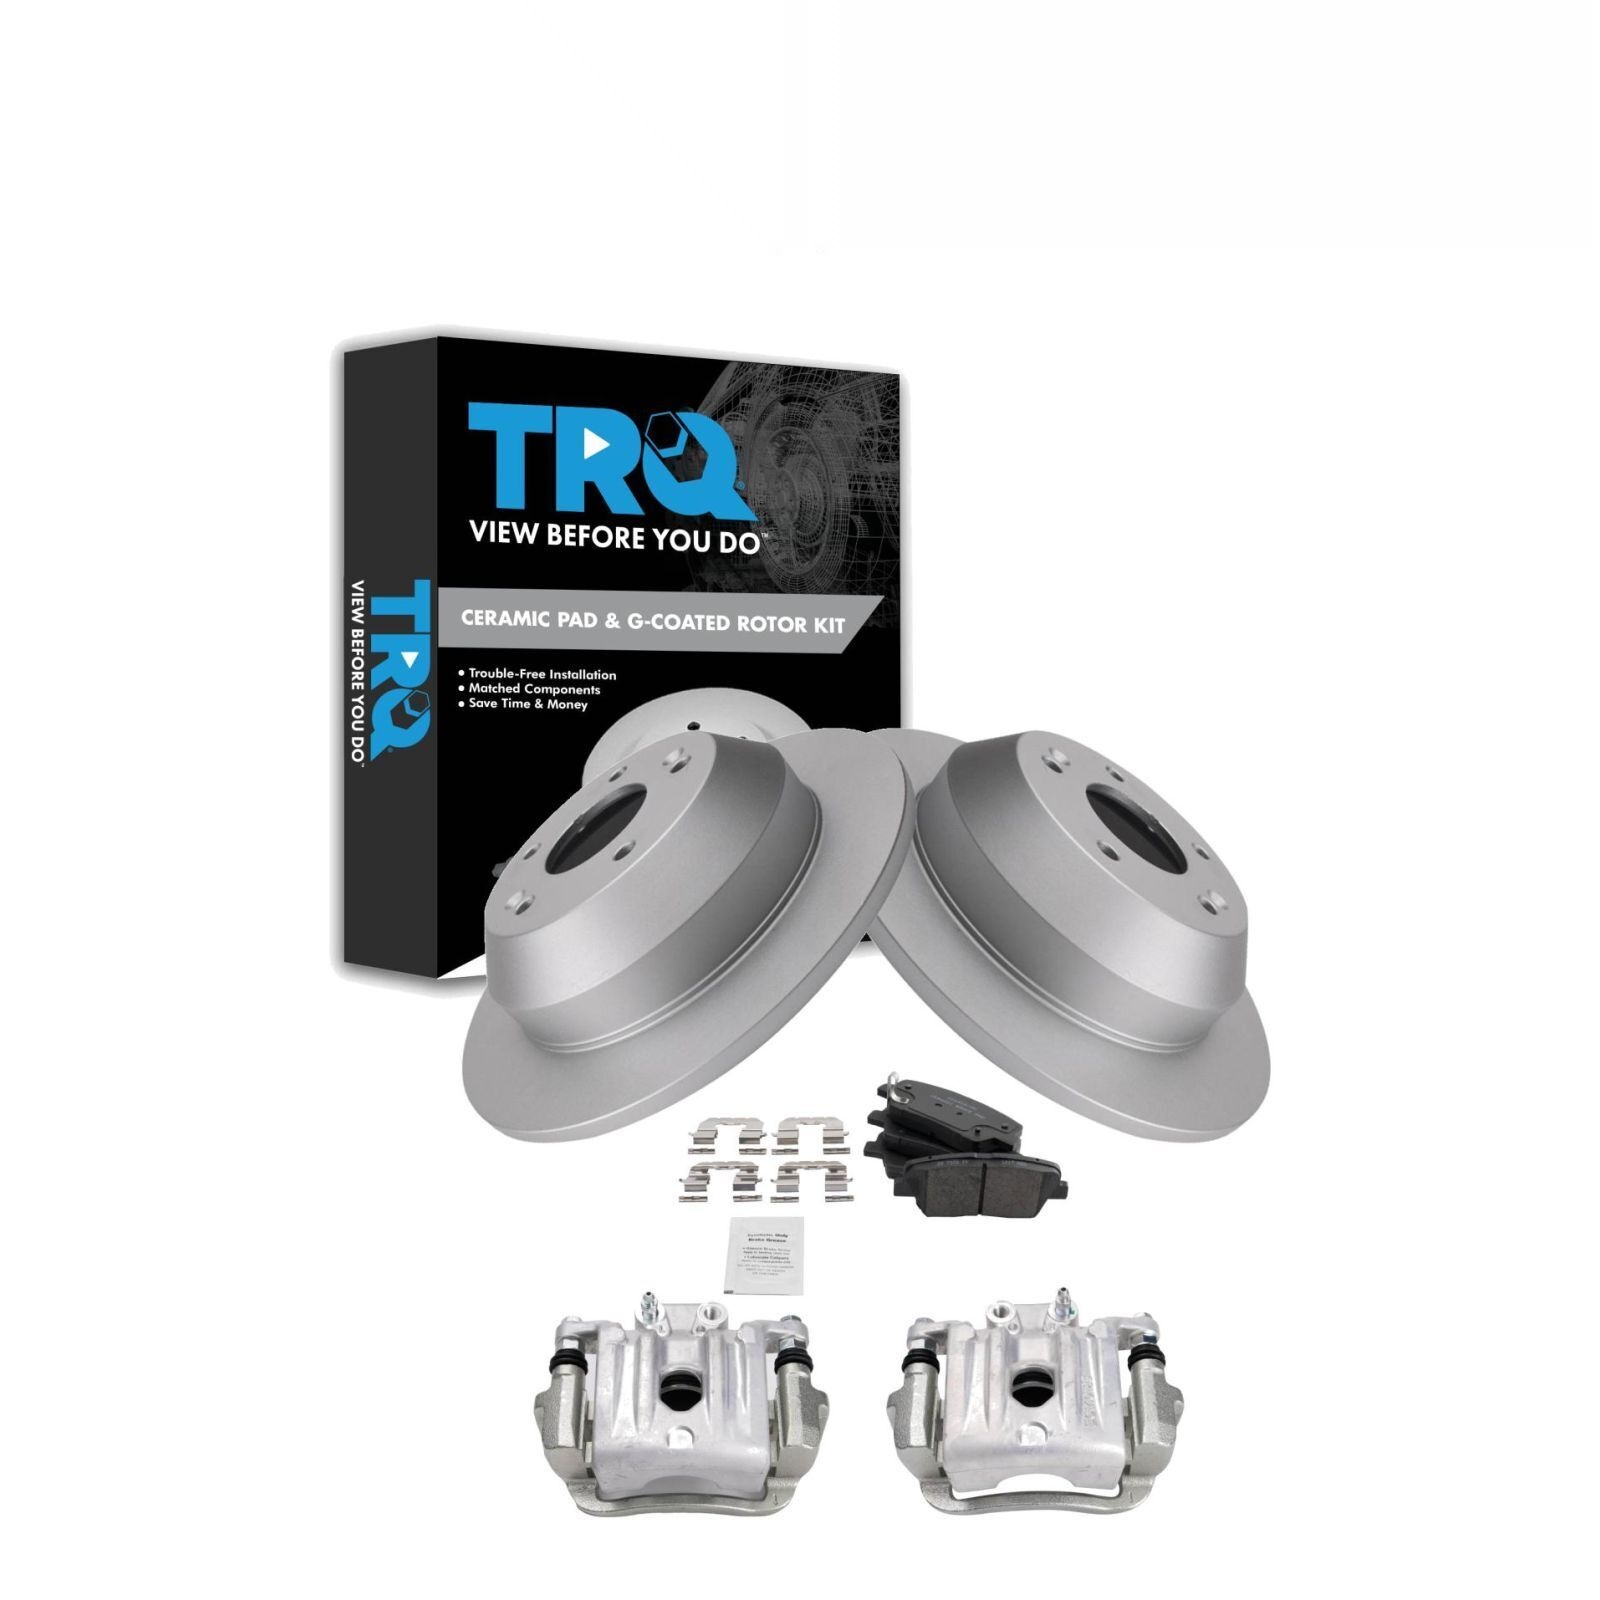 TRQ®
VIEW BEFORE YOU DO™
CERAMIC PAD & G-COATED ROTOR KIT
• Trouble-Free Installation
• Matched Components
• Save Time & Money
TRQ®
VIEW BEFORE YOU DO™
Synthetic Moly
Brake Grease